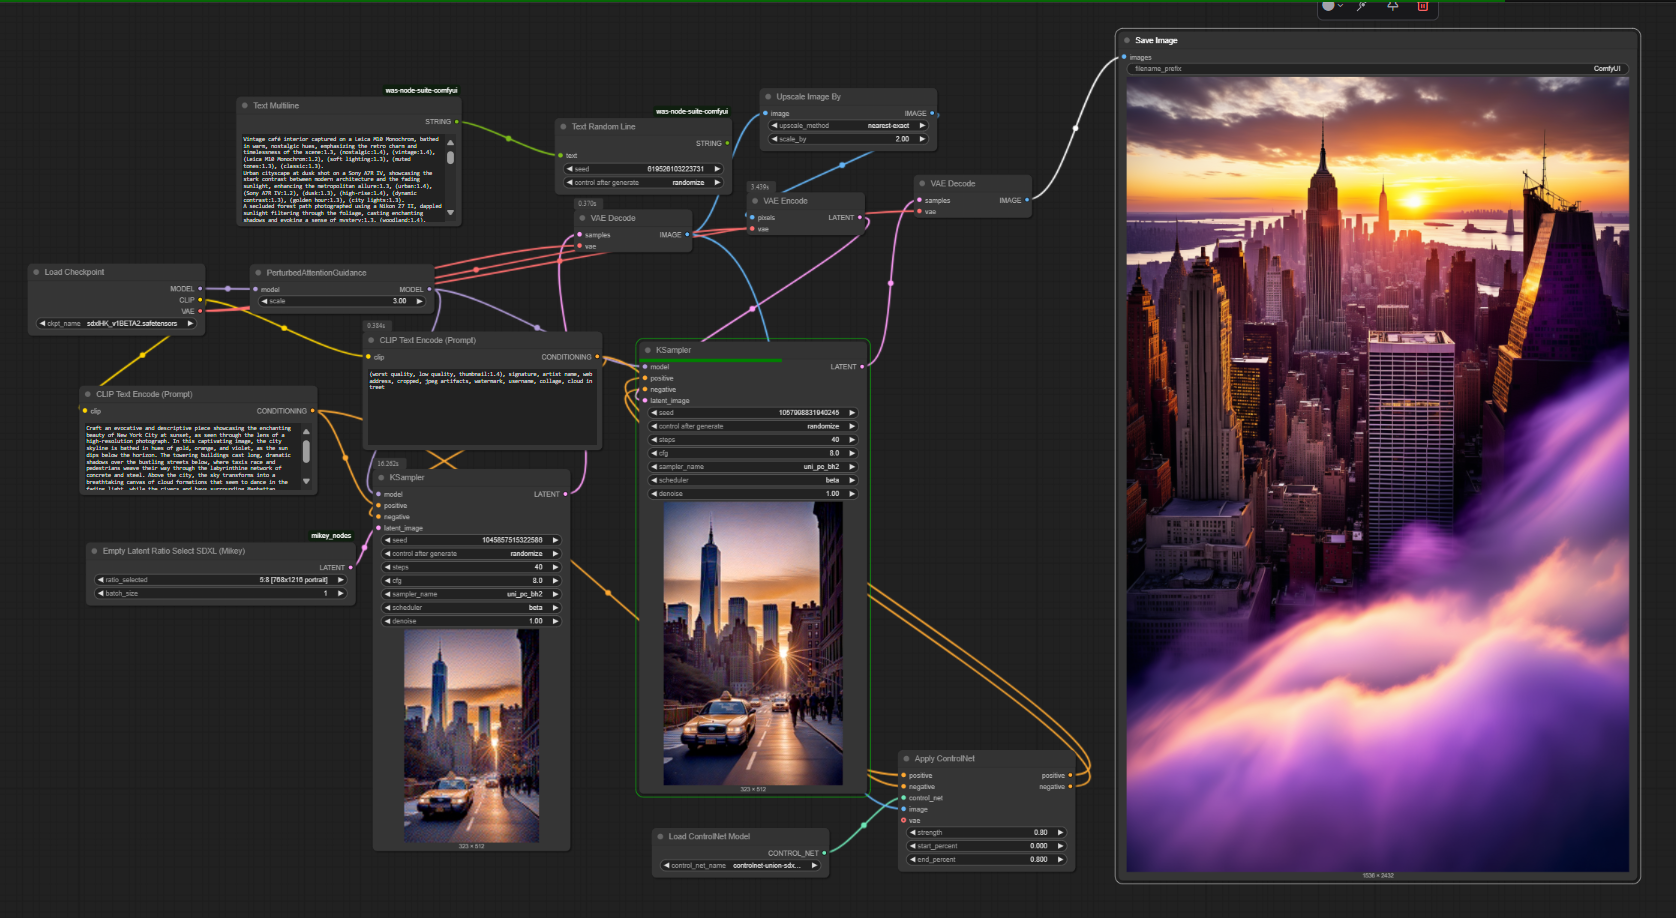 was-node-suite-comfyui
Text Multiline
STRING
Vintage café interior captured on a Leica M10 Monochrom, bathed
in warm, nostalgic hues, emphasizing the retro charm and
timelessness of the scene:1.3, (nostalgic:1.4), (vintage:1.4),
(Leica M10 Monochrom:1.2), (soft lighting:1.3), (muted
tones:1.3), (classic:1.3).
Urban cityscape at dusk shot on a Sony A7R IV, showcasing the
stark contrast between modern architecture and the fading
sunlight, enhancing the metropolitan allure:1.3, (urban:1.4),
(Sony A7R IV:1.2), (dusk:1.3), (high-rise:1.4), (dynamic
contrast:1.3), (golden hour:1.3), (city lights:1.3).
A secluded forest path photographed using a Nikon Z7 II, dappled
sunlight filtering through the foliage, casting enchanting
shadows and evoking a sense of mystery:1.3, (woodland:1.4),
was-node-suite-comfyui
Text Random Line
STRING
text
seed 619526103223731
control after generate randomize
Upscale Image By
image IMAGE
upscale_method nearest-exact
scale_by 2.00
0.370s
VAE Decode
samples IMAGE
vae
3.439s
VAE Encode
pixels LATENT
vae
VAE Decode
samples IMAGE
vae
Save Image
images
filename_prefix ComfyUI
1536 × 2432
Load Checkpoint
MODEL
CLIP
VAE
ckpt_name sdxlHK_v1BETA2.safetensors
PerturbedAttentionGuidance
model MODEL
scale 3.00
0.384s
CLIP Text Encode (Prompt)
clip CONDITIONING
(worst quality, low quality, thumbnail:1.4), signature, artist name, web
address, cropped, jpeg artifacts, watermark, username, collage, cloud in
treet
CLIP Text Encode (Prompt)
clip CONDITIONING
Craft an evocative and descriptive piece showcasing the enchanting
beauty of New York City at sunset, as seen through the lens of a
high-resolution photograph. In this captivating image, the city
skyline is bathed in hues of gold, orange, and violet, as the sun
dips below the horizon. The towering buildings cast long, dramatic
shadows over the bustling streets below, where taxis race and
pedestrians weave their way through the labyrinthine network of
concrete and steel. Above the city, the sky transforms into a
breathtaking canvas of cloud formations that seem to dance in the
fading light, while the rivers and bays surrounding Manhattan
mikey_nodes
Empty Latent Ratio Select SDXL (Mikey)
LATENT
ratio_selected
batch_size 1
KSampler
model LATENT
positive
negative
latent_image
seed 1045857515322586
control after generate randomize
steps 40
cfg 8.0
sampler_name uni_pc_bh2
scheduler beta
denoise 1.00
323 × 512
KSampler
model LATENT
positive
negative
latent_image
seed 1067998831940245
control after generate randomize
steps 40
cfg 8.0
sampler_name uni_pc_bh2
scheduler beta
denoise 1.00
323 × 512
Load ControlNet Model
CONTROL_NET
control_net_name controlnet-union-sdx...
Apply ControlNet
positive positive
negative negative
control_net
image
vae
strength 0.80
start_percent 0.000
end_percent 0.800